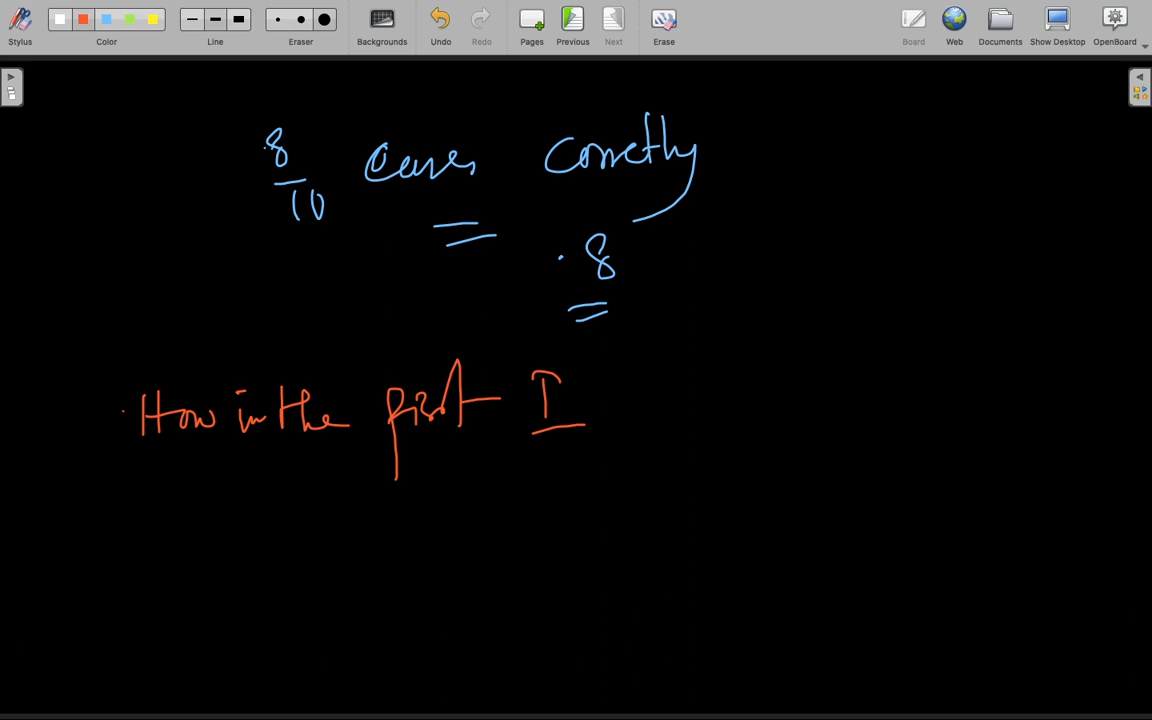 Stylus Color Line Eraser Backgrounds Undo Redo Pages Previous Next Erase Board Web Documents Show Desktop OpenBoard
8/10 Cases Correctly
.8
How in the first I